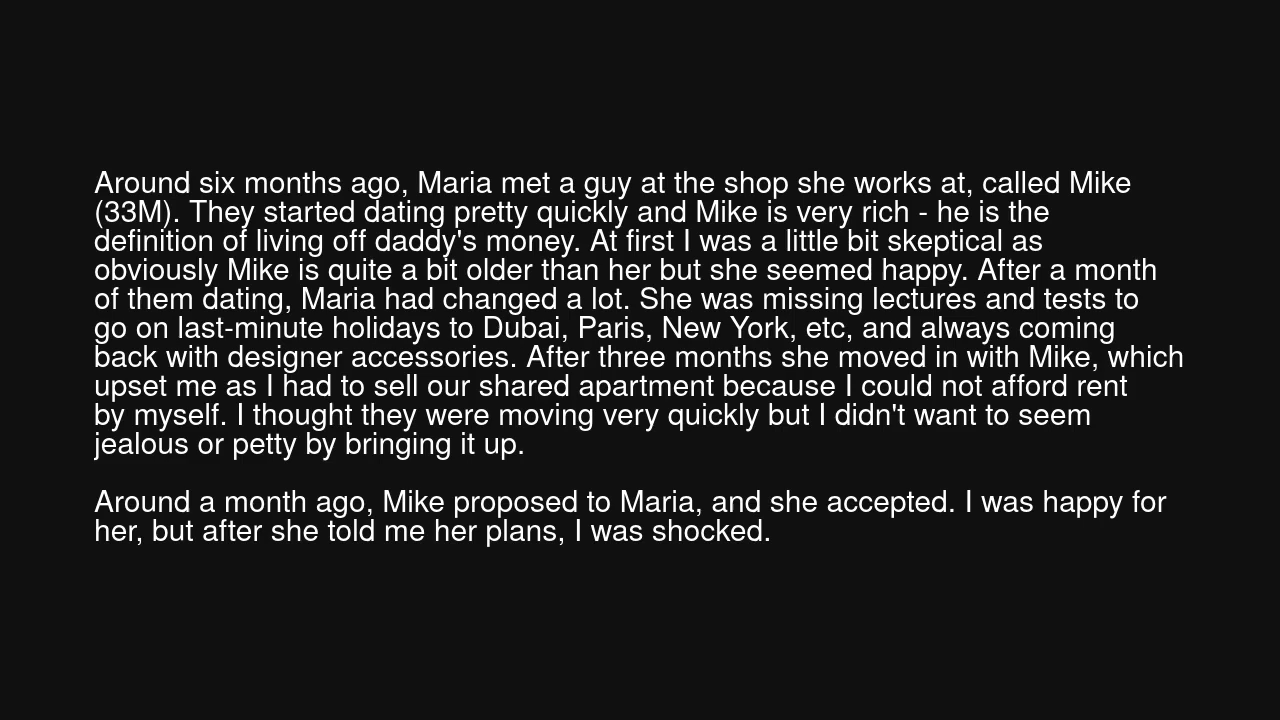 Around six months ago, Maria met a guy at the shop she works at, called Mike
(33M). They started dating pretty quickly and Mike is very rich - he is the
definition of living off daddy's money. At first I was a little bit skeptical as
obviously Mike is quite a bit older than her but she seemed happy. After a month
of them dating, Maria had changed a lot. She was missing lectures and tests to
go on last-minute holidays to Dubai, Paris, New York, etc, and always coming
back with designer accessories. After three months she moved in with Mike, which
upset me as I had to sell our shared apartment because I could not afford rent
by myself. I thought they were moving very quickly but I didn't want to seem
jealous or petty by bringing it up.
Around a month ago, Mike proposed to Maria, and she accepted. I was happy for
her, but after she told me her plans, I was shocked.